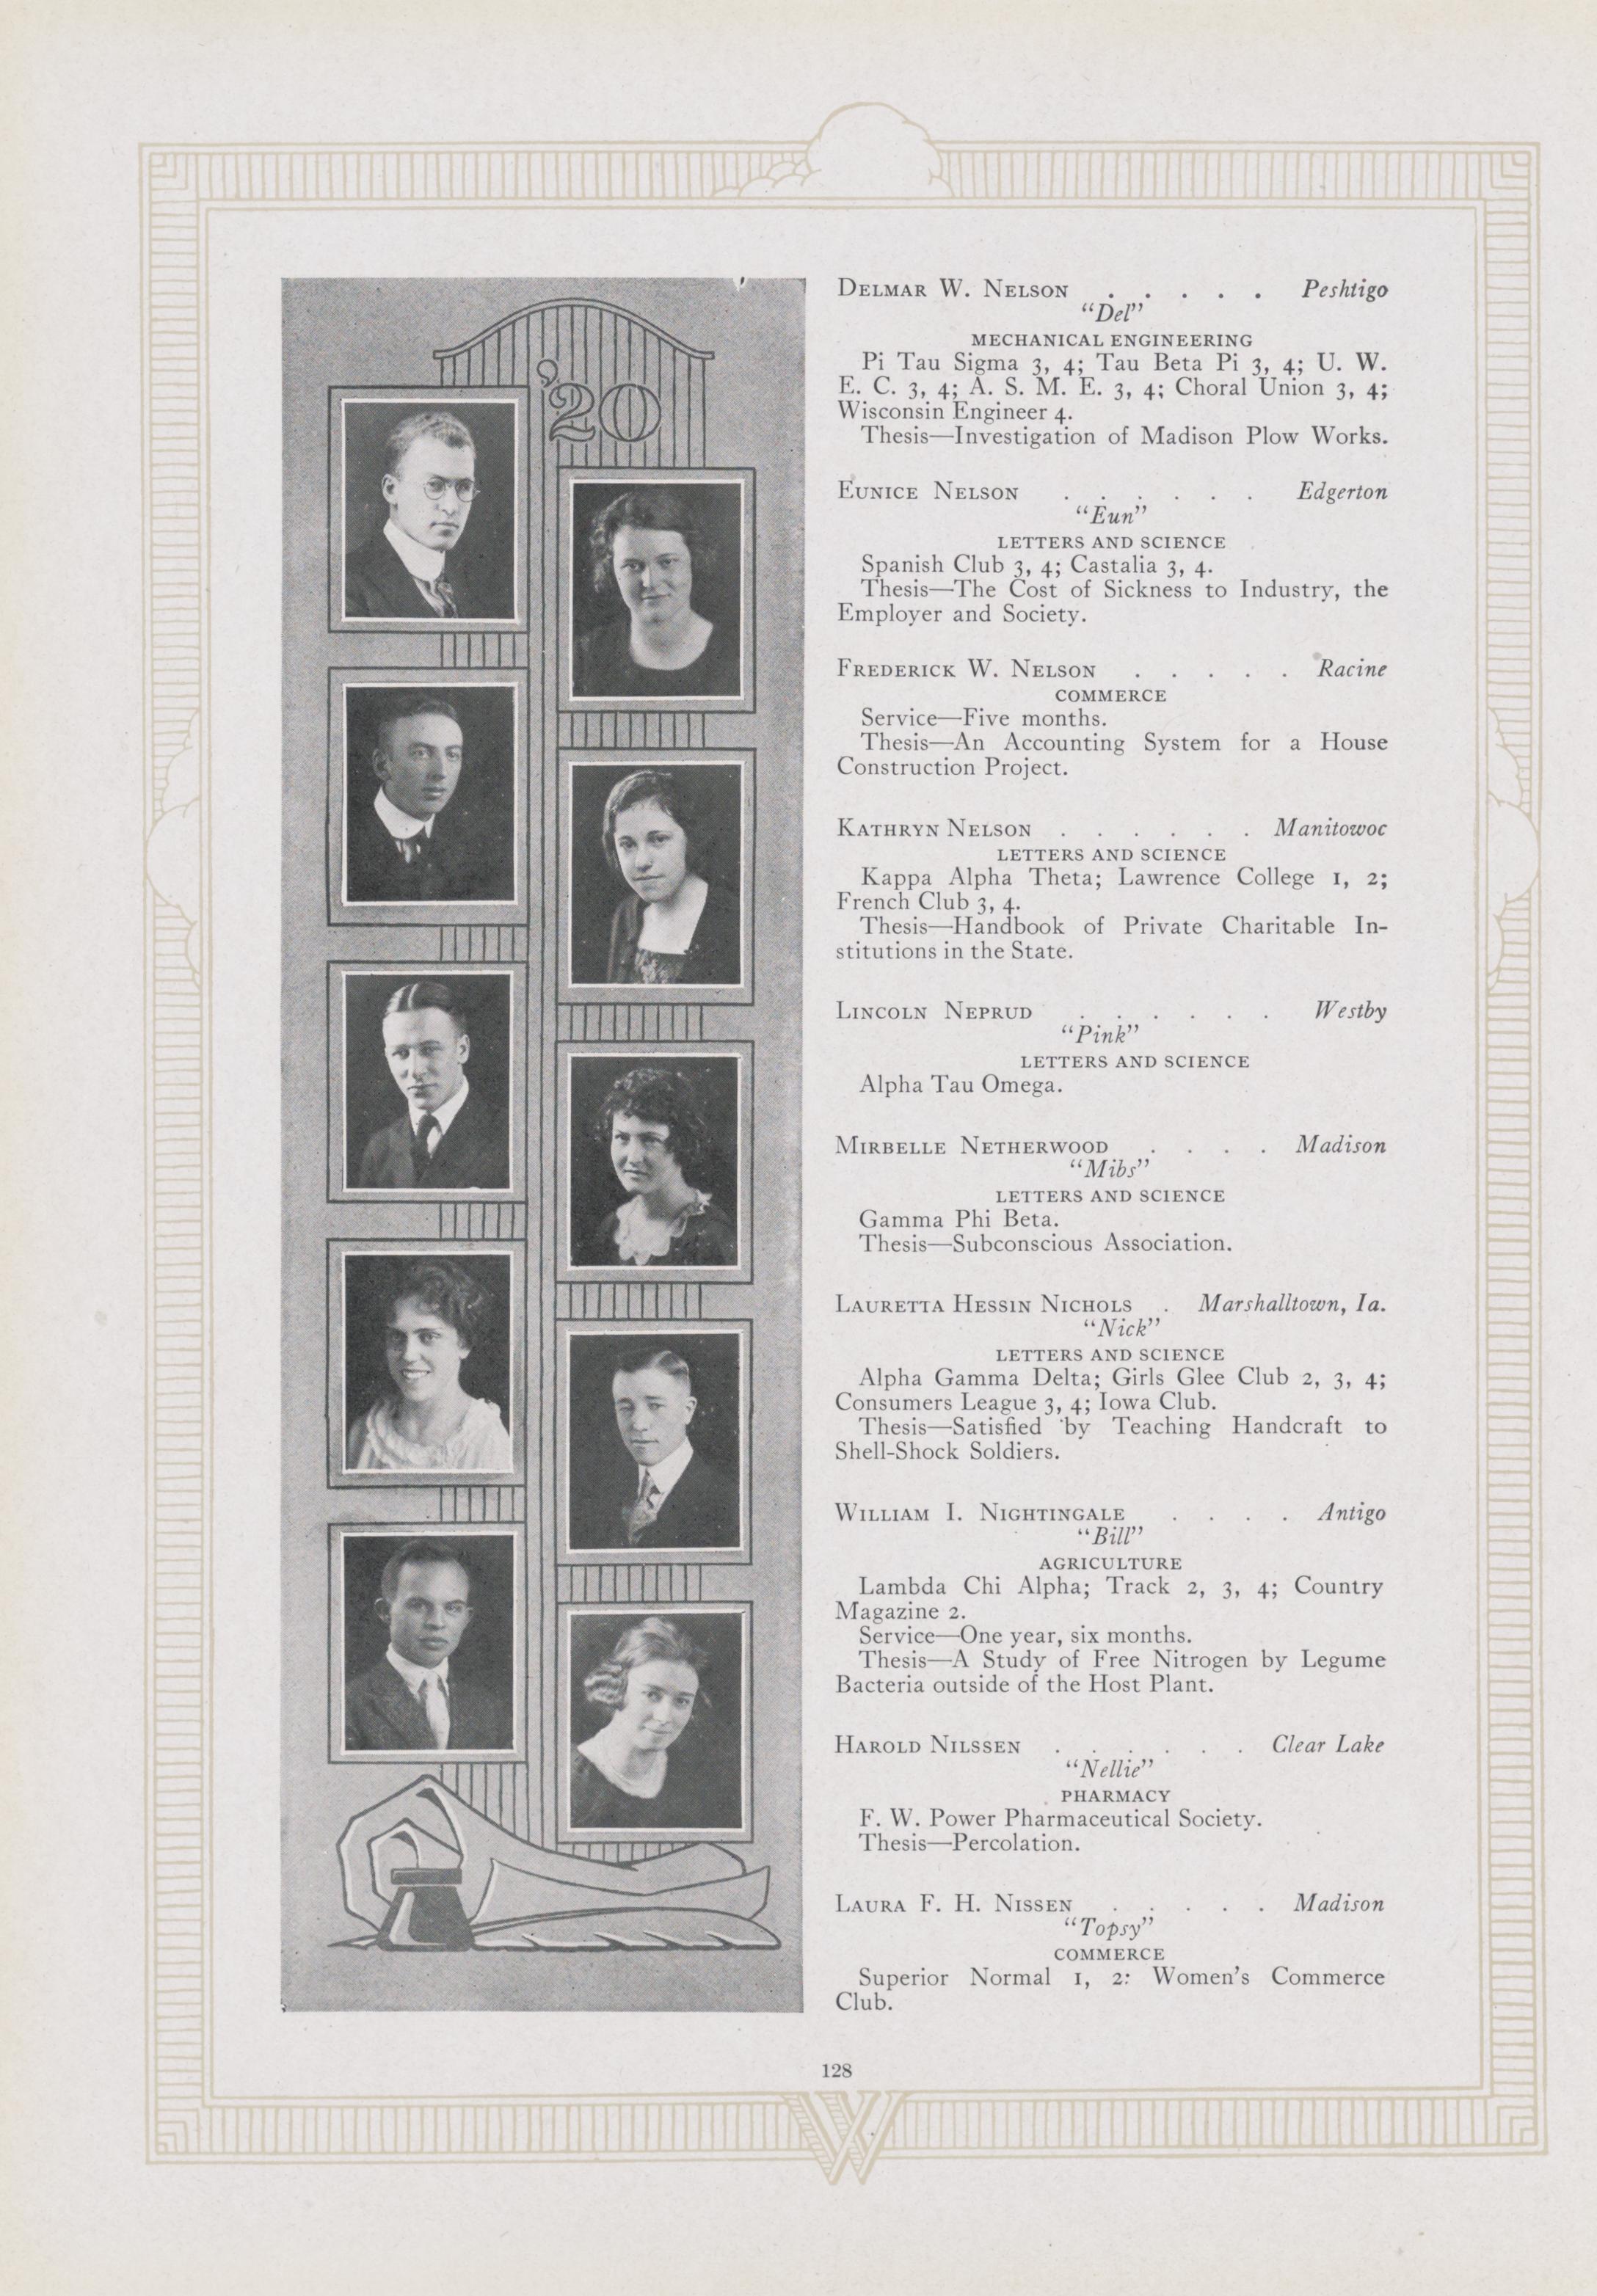 '20
DELMAR W. NELSON . . . . . Peshtigo
"Del"
MECHANICAL ENGINEERING
Pi Tau Sigma 3, 4; Tau Beta Pi 3, 4; U. W.
E. C. 3, 4; A. S. M. E. 3, 4; Choral Union 3, 4;
Wisconsin Engineer 4.
Thesis—Investigation of Madison Plow Works.
EUNICE NELSON . . . . . . Edgerton
"Eun"
LETTERS AND SCIENCE
Spanish Club 3, 4; Castalia 3, 4.
Thesis—The Cost of Sickness to Industry, the
Employer and Society.
FREDERICK W. NELSON . . . . . Racine
COMMERCE
Service—Five months.
Thesis—An Accounting System for a House
Construction Project.
KATHRYN NELSON . . . . . . Manitowoc
LETTERS AND SCIENCE
Kappa Alpha Theta; Lawrence College 1, 2;
French Club 3, 4.
Thesis—Handbook of Private Charitable In-
stitutions in the State.
LINCOLN NEPRUD . . . . . . Westby
"Pink"
LETTERS AND SCIENCE
Alpha Tau Omega.
MIRBELLE NETHERWOOD . . . . Madison
"Mibs"
LETTERS AND SCIENCE
Gamma Phi Beta.
Thesis—Subconscious Association.
LAURETTA HESSIN NICHOLS . Marshalltown, Ia.
"Nick"
LETTERS AND SCIENCE
Alpha Gamma Delta; Girls Glee Club 2, 3, 4;
Consumers League 3, 4; Iowa Club.
Thesis—Satisfied by Teaching Handcraft to
Shell-Shock Soldiers.
WILLIAM I. NIGHTINGALE . . . . Antigo
"Bill"
AGRICULTURE
Lambda Chi Alpha; Track 2, 3, 4; Country
Magazine 2.
Service—One year, six months.
Thesis—A Study of Free Nitrogen by Legume
Bacteria outside of the Host Plant.
HAROLD NILSSEN . . . . . . Clear Lake
"Nellie"
PHARMACY
F. W. Power Pharmaceutical Society.
Thesis—Percolation.
LAURA F. H. NISSEN . . . . . Madison
"Topsy"
COMMERCE
Superior Normal 1, 2: Women's Commerce
Club.
128
W